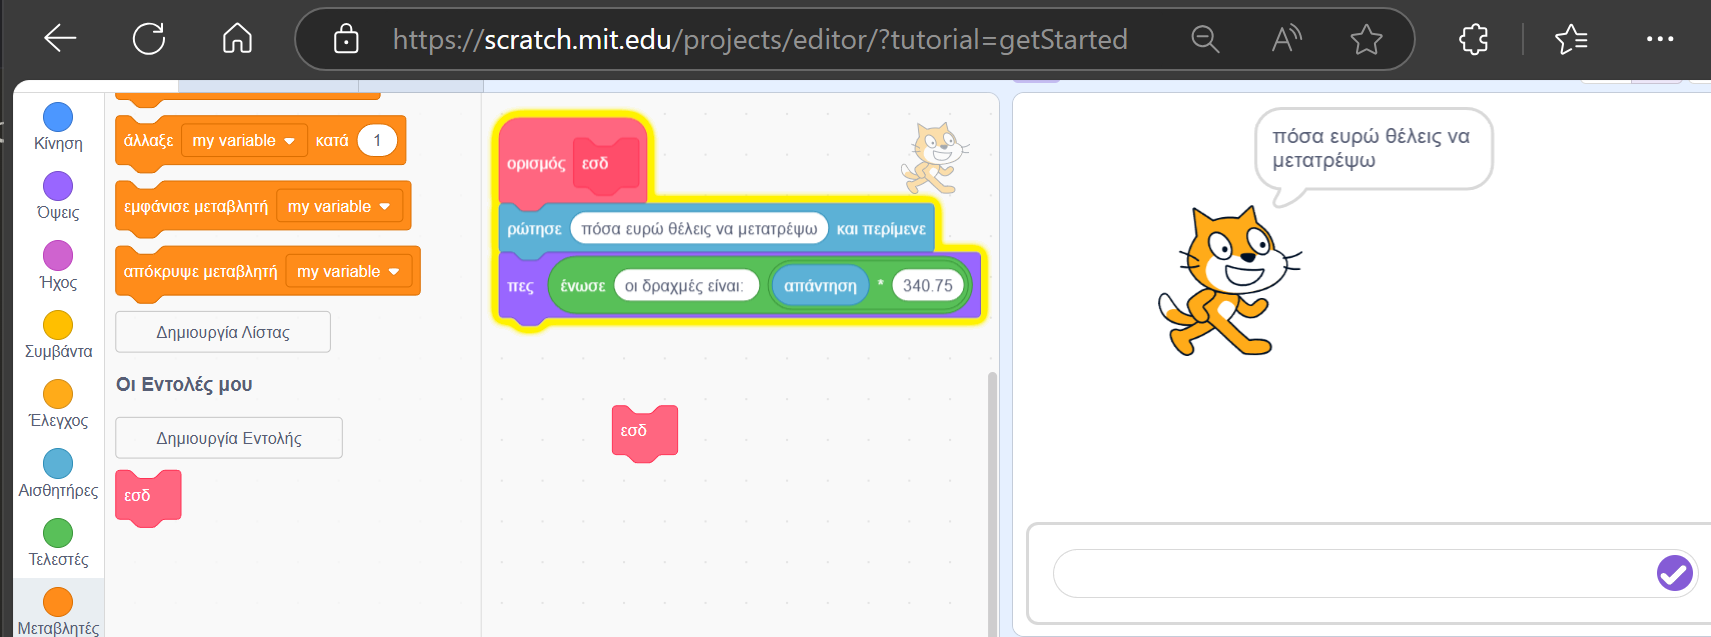 https://scratch.mit.edu/projects/editor/?tutorial=getStarted
Κίνηση
Όψεις
Ήχος
Συμβάντα
Έλεγχος
Αισθητήρες
Τελεστές
Μεταβλητές
άλλαξε my variable κατά 1
εμφάνισε μεταβλητή my variable
απόκρυψε μεταβλητή my variable
Δημιουργία Λίστας
Οι Εντολές μου
Δημιουργία Εντολής
εσδ
ορισμός εσδ
ρώτησε πόσα ευρώ θέλεις να μετατρέψω και περίμενε
πες ένωσε οι δραχμές είναι: απάντηση * 340.75
εσδ
πόσα ευρώ θέλεις να
μετατρέψω